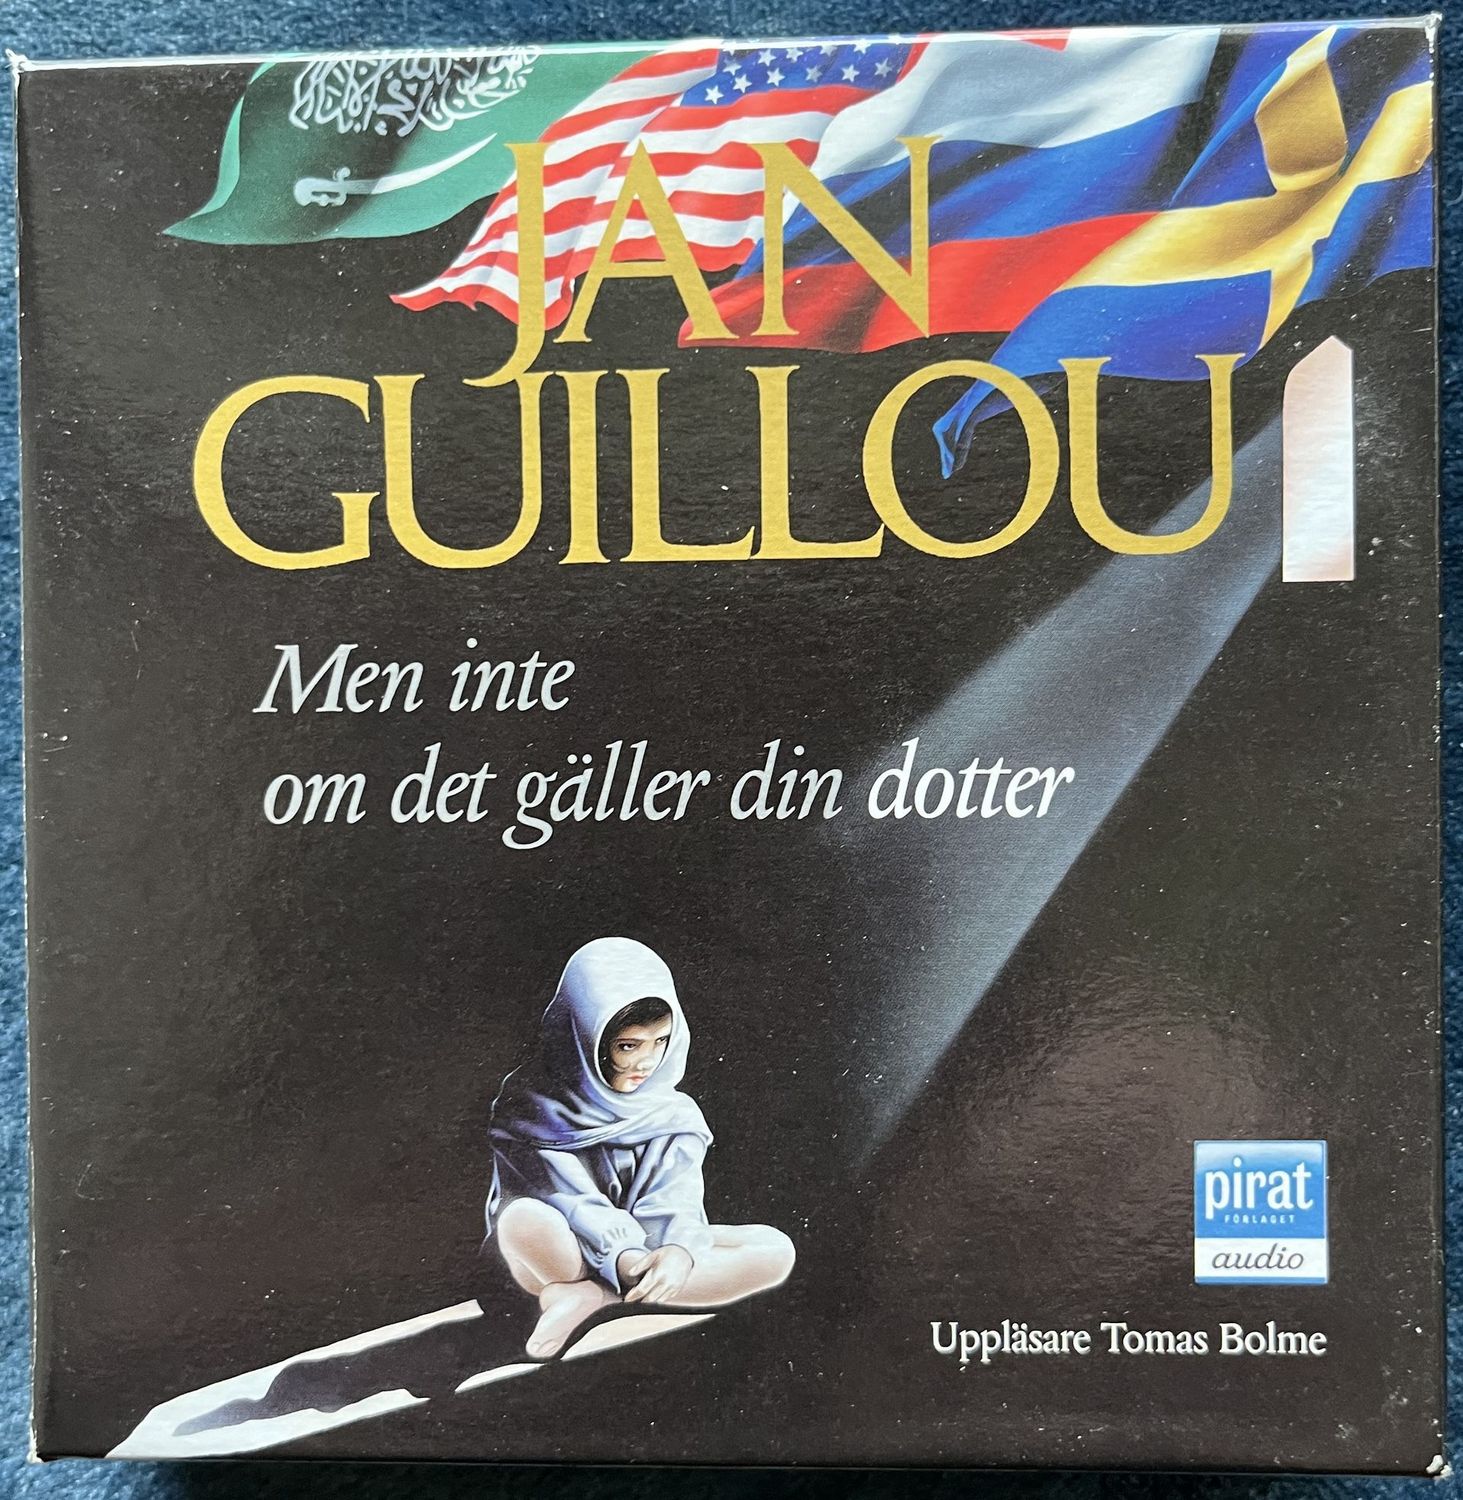 JAN
GUILLOU
Men inte
om det gäller din dotter
pirat
FÖRLAGET
audio
Uppläsare Tomas Bolme